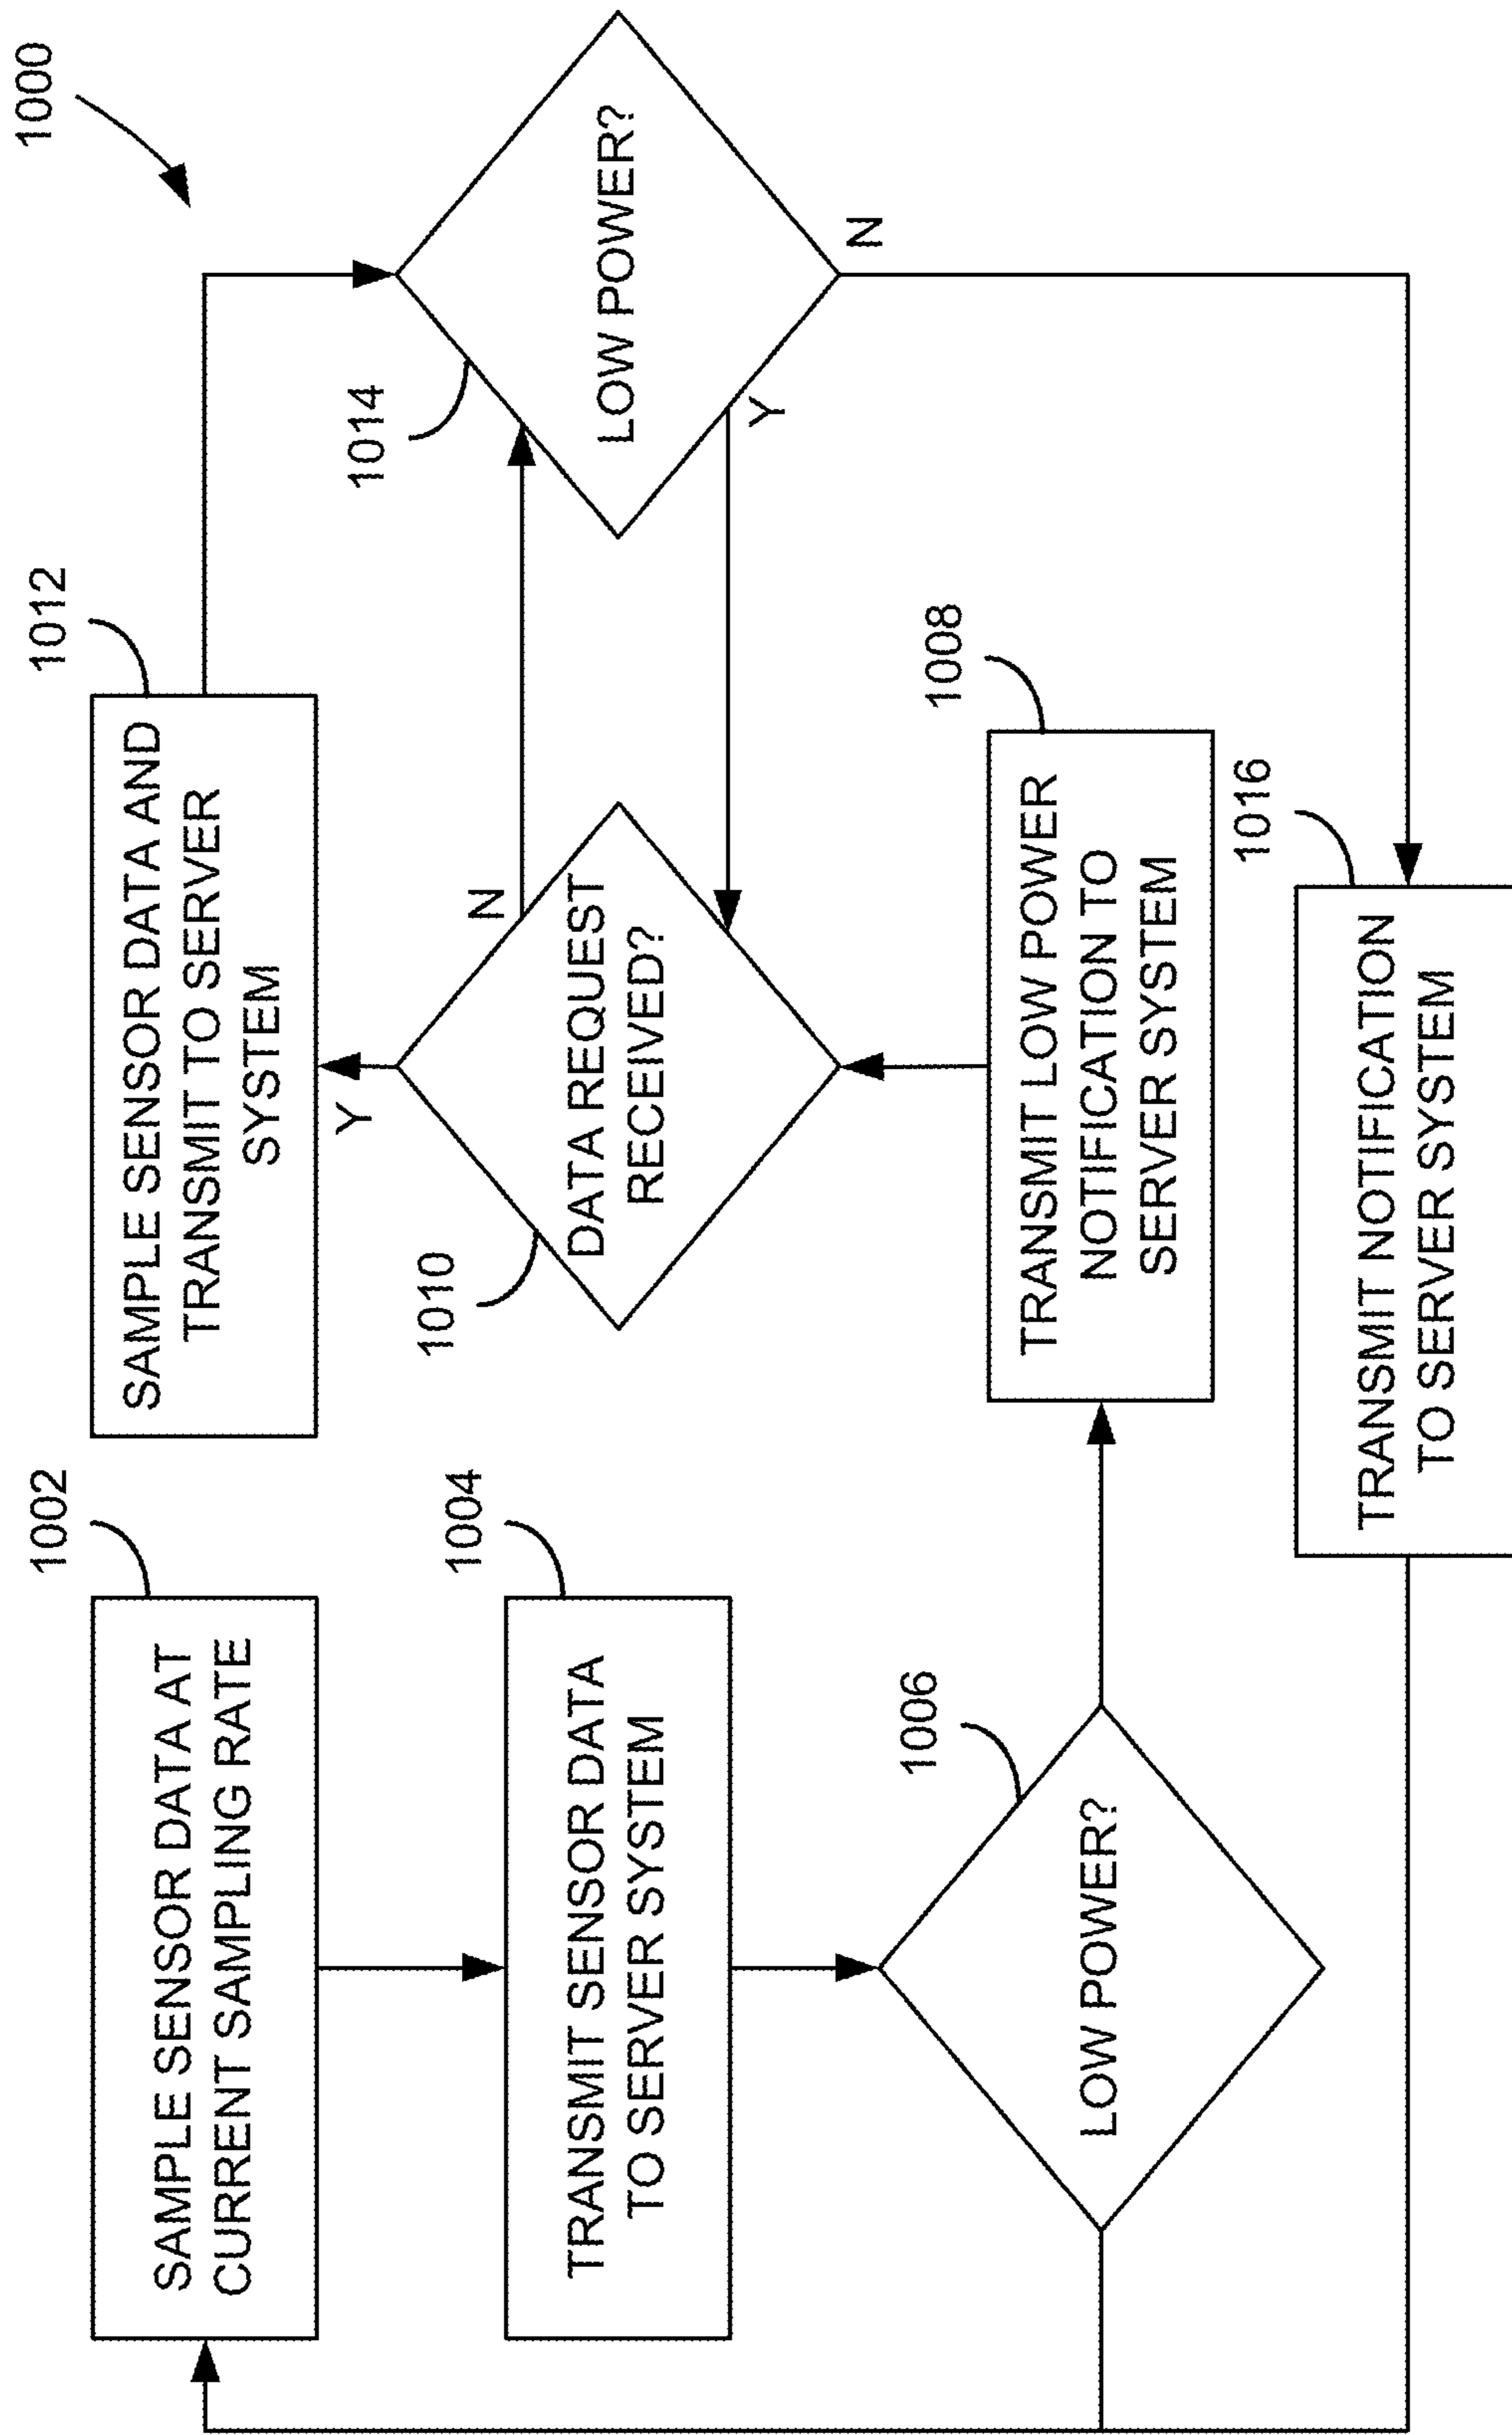 1000
1002
SAMPLE SENSOR DATA AT
CURRENT SAMPLING RATE
1004
TRANSMIT SENSOR DATA
TO SERVER SYSTEM
1006
LOW POWER?
1008
TRANSMIT LOW POWER
NOTIFICATION TO
SERVER SYSTEM
1010
DATA REQUEST
RECEIVED?
Y
N
1012
SAMPLE SENSOR DATA AND
TRANSMIT TO SERVER
SYSTEM
1014
LOW POWER?
Y
N
1016
TRANSMIT NOTIFICATION
TO SERVER SYSTEM